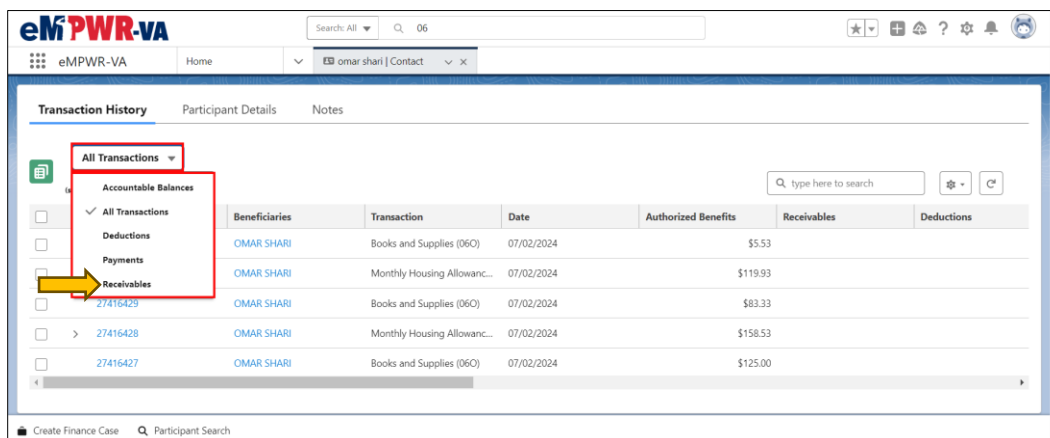 eMPWR-VA
Search: All
06
eMPWR-VA Home omar shari | Contact
Transaction History Participant Details Notes
All Transactions
type here to search
Accountable Balances
All Transactions
Deductions
Payments
Receivables
Beneficiaries Transaction Date Authorized Benefits Receivables Deductions
OMAR SHARI Books and Supplies (06O) 07/02/2024 $5.53
OMAR SHARI Monthly Housing Allowanc... 07/02/2024 $119.93
27416429 OMAR SHARI Books and Supplies (06O) 07/02/2024 $83.33
27416428 OMAR SHARI Monthly Housing Allowanc... 07/02/2024 $158.53
27416427 OMAR SHARI Books and Supplies (06O) 07/02/2024 $125.00
Create Finance Case Participant Search